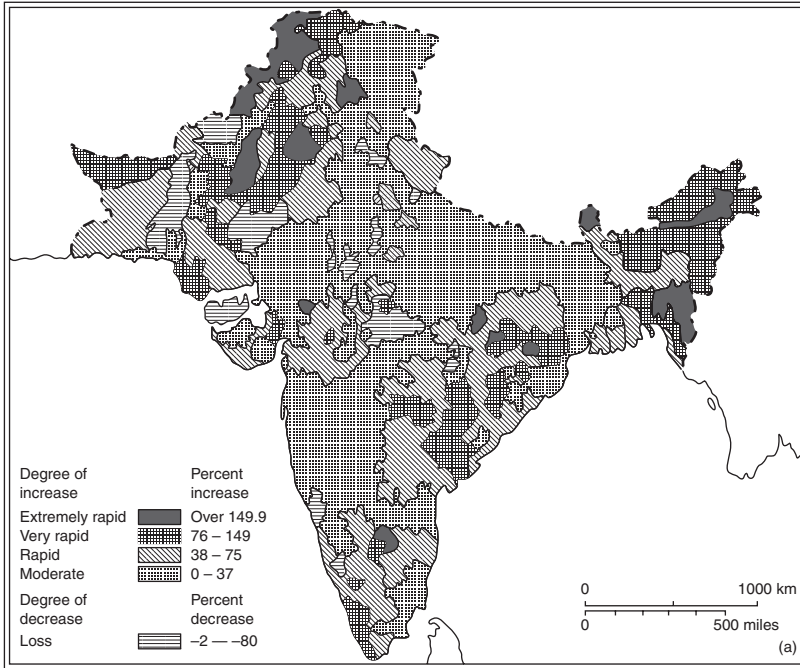 Degree of increase Percent increase
Extremely rapid Over 149.9
Very rapid 76 – 149
Rapid 38 – 75
Moderate 0 – 37
Degree of decrease Percent decrease
Loss –2 — –80
0 1000 km
0 500 miles
(a)